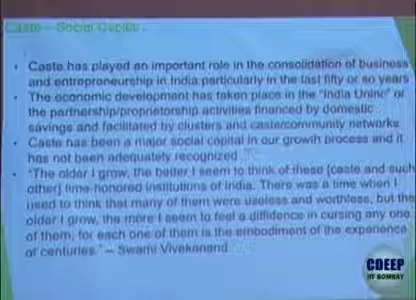 Caste – Social Capital
Caste has played an important role in the consolidation of business
and entrepreneurship in India particularly in the last fifty or so years
The economic development has taken place in the "India Uninc" or
the partnership/proprietorship activities financed by domestic
savings and facilitated by clusters and caste/community networks
Caste has been a major social capital in our growth process and it
has not been adequately recognized
"The older I grow, the better I seem to think of these [caste and such
other] time-honored institutions of India. There was a time when I
used to think that many of them were useless and worthless, but the
older I grow, the more I seem to feel a diffidence in cursing any one
of them, for each one of them is the embodiment of the experience
of centuries." – Swami Vivekanand
CDEEP
IIT BOMBAY